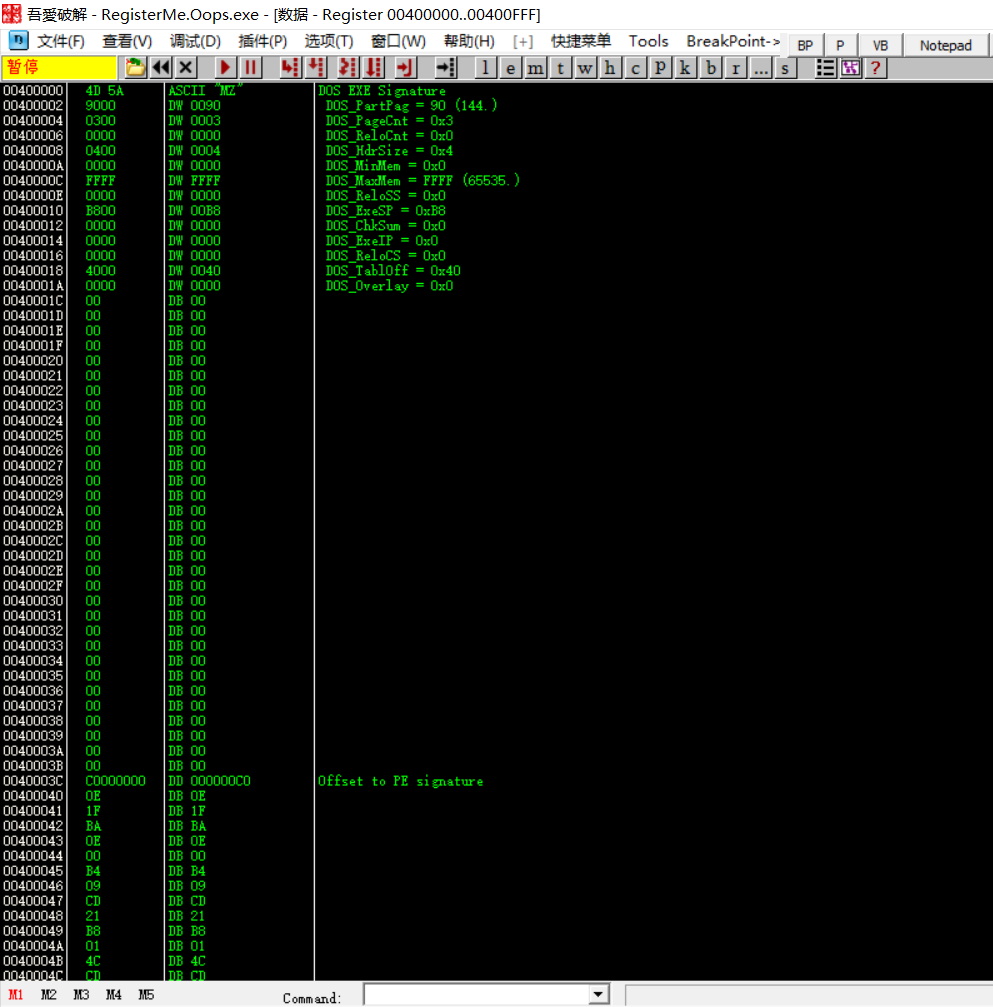 吾愛破解 - RegisterMe.Oops.exe - [数据 - Register 00400000..00400FFF]
文件(F) 查看(V) 调试(D) 插件(P) 选项(T) 窗口(W) 帮助(H) [+] 快捷菜单 Tools BreakPoint-> BP P VB Notepad
暂停 l e m t w h c p k b r ... s ?
00400000 4D 5A ASCII "MZ" DOS EXE Signature
00400002 9000 DW 0090 DOS_PartPag = 90 (144.)
00400004 0300 DW 0003 DOS_PageCnt = 0x3
00400006 0000 DW 0000 DOS_ReloCnt = 0x0
00400008 0400 DW 0004 DOS_HdrSize = 0x4
0040000A 0000 DW 0000 DOS_MinMem = 0x0
0040000C FFFF DW FFFF DOS_MaxMem = FFFF (65535.)
0040000E 0000 DW 0000 DOS_ReloSS = 0x0
00400010 B800 DW 00B8 DOS_ExeSP = 0xB8
00400012 0000 DW 0000 DOS_ChkSum = 0x0
00400014 0000 DW 0000 DOS_ExeIP = 0x0
00400016 0000 DW 0000 DOS_ReloCS = 0x0
00400018 4000 DW 0040 DOS_TablOff = 0x40
0040001A 0000 DW 0000 DOS_Overlay = 0x0
0040001C 00 DB 00
0040001D 00 DB 00
0040001E 00 DB 00
0040001F 00 DB 00
00400020 00 DB 00
00400021 00 DB 00
00400022 00 DB 00
00400023 00 DB 00
00400024 00 DB 00
00400025 00 DB 00
00400026 00 DB 00
00400027 00 DB 00
00400028 00 DB 00
00400029 00 DB 00
0040002A 00 DB 00
0040002B 00 DB 00
0040002C 00 DB 00
0040002D 00 DB 00
0040002E 00 DB 00
0040002F 00 DB 00
00400030 00 DB 00
00400031 00 DB 00
00400032 00 DB 00
00400033 00 DB 00
00400034 00 DB 00
00400035 00 DB 00
00400036 00 DB 00
00400037 00 DB 00
00400038 00 DB 00
00400039 00 DB 00
0040003A 00 DB 00
0040003B 00 DB 00
0040003C C0000000 DD 000000C0 Offset to PE signature
00400040 0E DB 0E
00400041 1F DB 1F
00400042 BA DB BA
00400043 0E DB 0E
00400044 00 DB 00
00400045 B4 DB B4
00400046 09 DB 09
00400047 CD DB CD
00400048 21 DB 21
00400049 B8 DB B8
0040004A 01 DB 01
0040004B 4C DB 4C
0040004C CD DB CD
M1 M2 M3 M4 M5 Command: